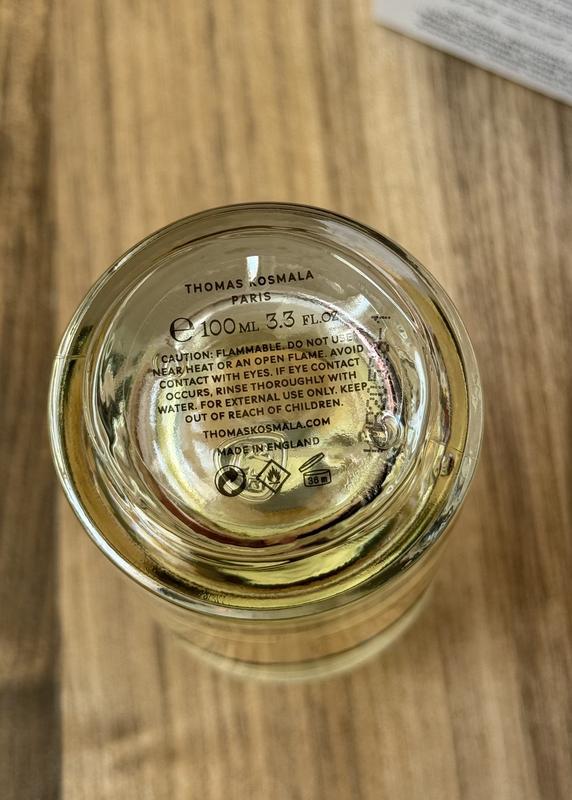 THOMAS KOSMALA
PARIS
e 100 ML 3.3 FL.OZ
CAUTION: FLAMMABLE. DO NOT USE
NEAR HEAT OR AN OPEN FLAME. AVOID
CONTACT WITH EYES. IF EYE CONTACT
OCCURS, RINSE THOROUGHLY WITH
WATER. FOR EXTERNAL USE ONLY. KEEP
OUT OF REACH OF CHILDREN.
THOMASKOSMALA.COM
MADE IN ENGLAND
36 m